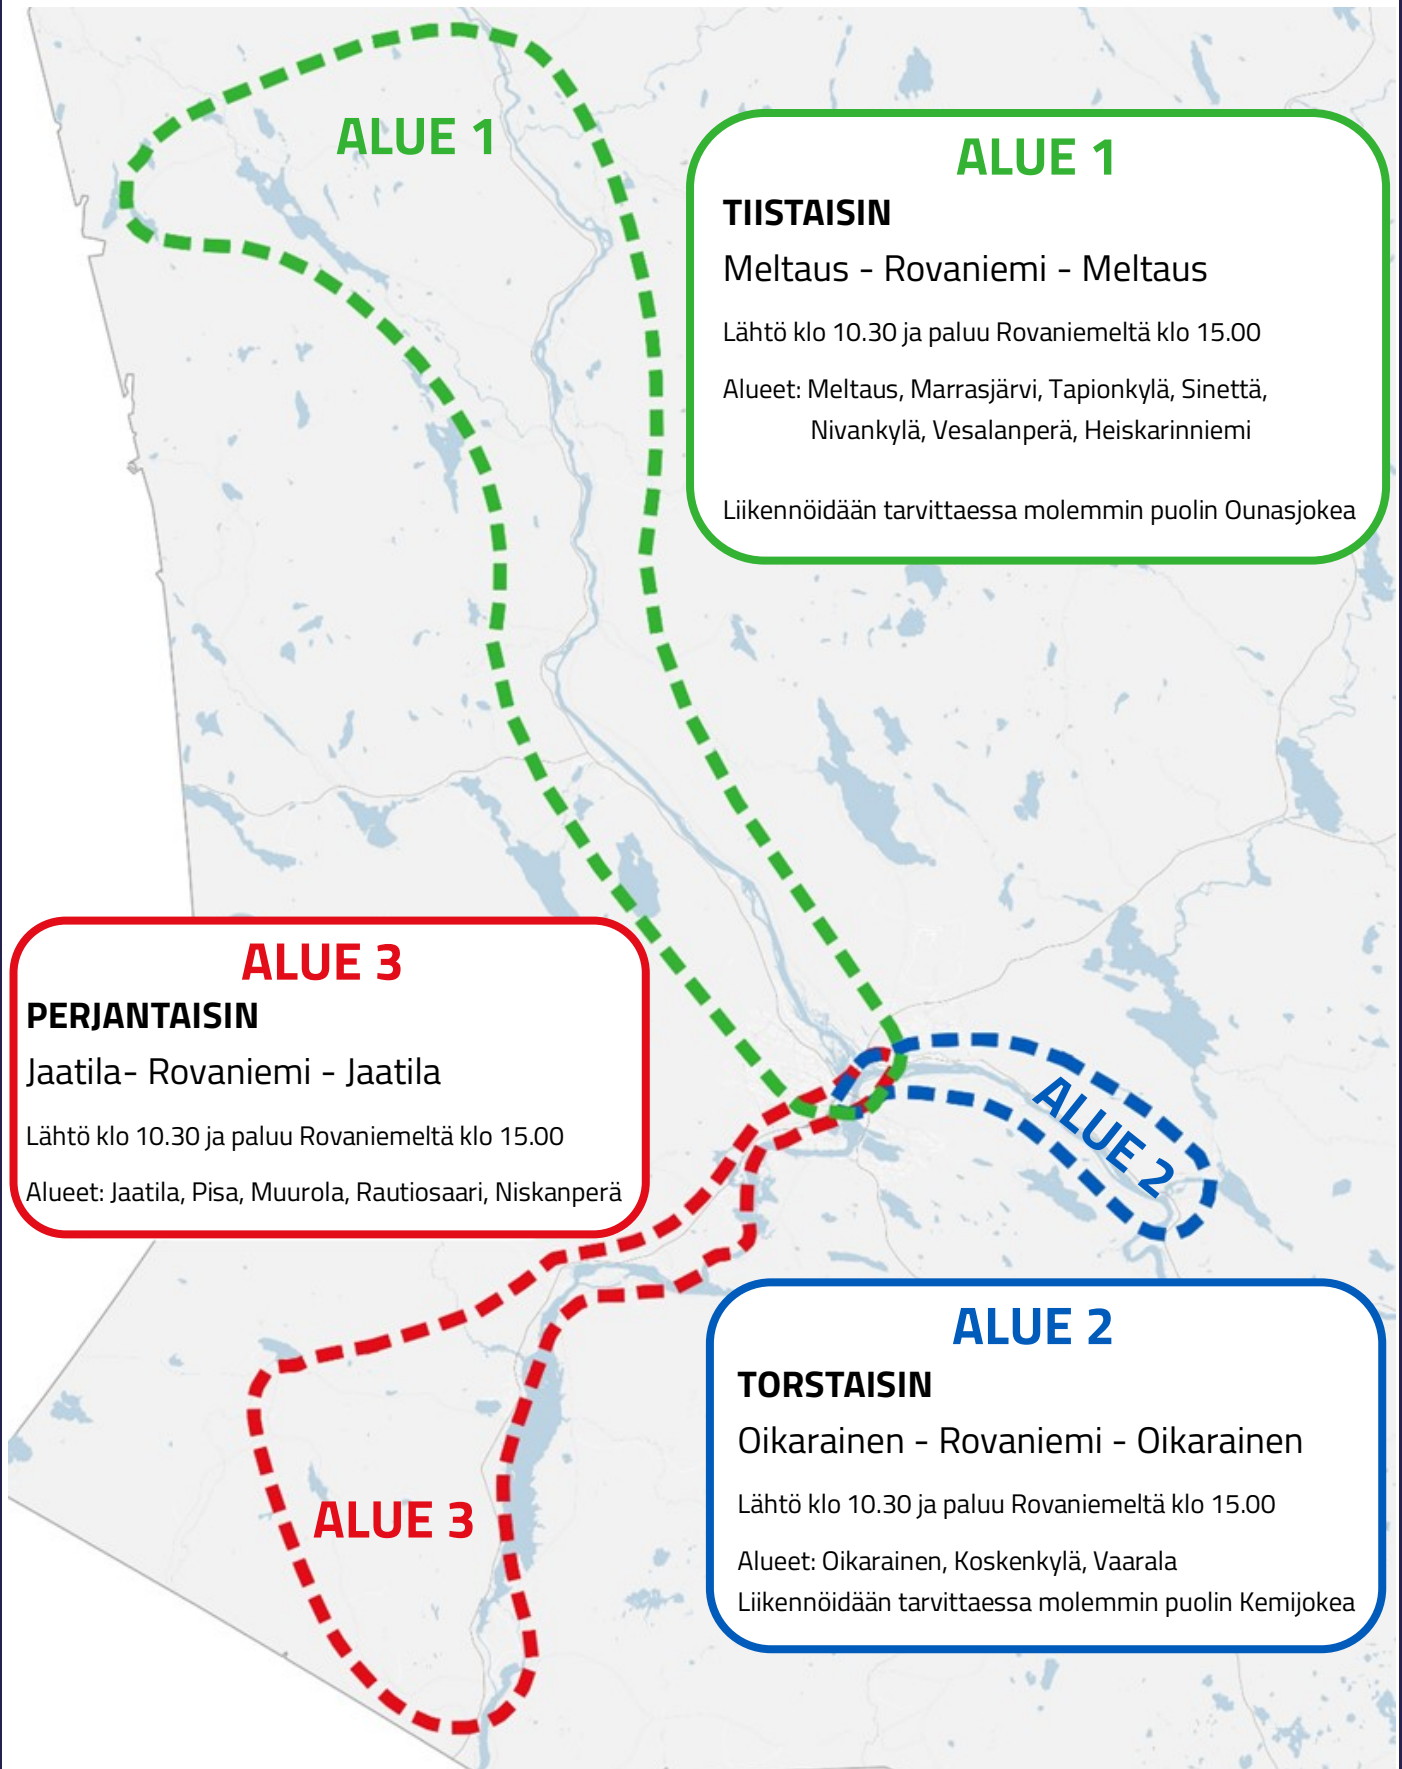 ALUE 1
ALUE 1
TIISTAISIN
Meltaus - Rovaniemi - Meltaus
Lähtö klo 10.30 ja paluu Rovaniemeltä klo 15.00
Alueet: Meltaus, Marrasjärvi, Tapionkylä, Sinettä,
Nivankylä, Vesalanperä, Heiskarinniemi
Liikennöidään tarvittaessa molemmin puolin Ounasjokea
ALUE 3
PERJANTAISIN
Jaatila- Rovaniemi - Jaatila
Lähtö klo 10.30 ja paluu Rovaniemeltä klo 15.00
Alueet: Jaatila, Pisa, Muurola, Rautiosaari, Niskanperä
ALUE 2
ALUE 2
TORSTAISIN
Oikarainen - Rovaniemi - Oikarainen
Lähtö klo 10.30 ja paluu Rovaniemeltä klo 15.00
Alueet: Oikarainen, Koskenkylä, Vaarala
Liikennöidään tarvittaessa molemmin puolin Kemijokea
ALUE 3